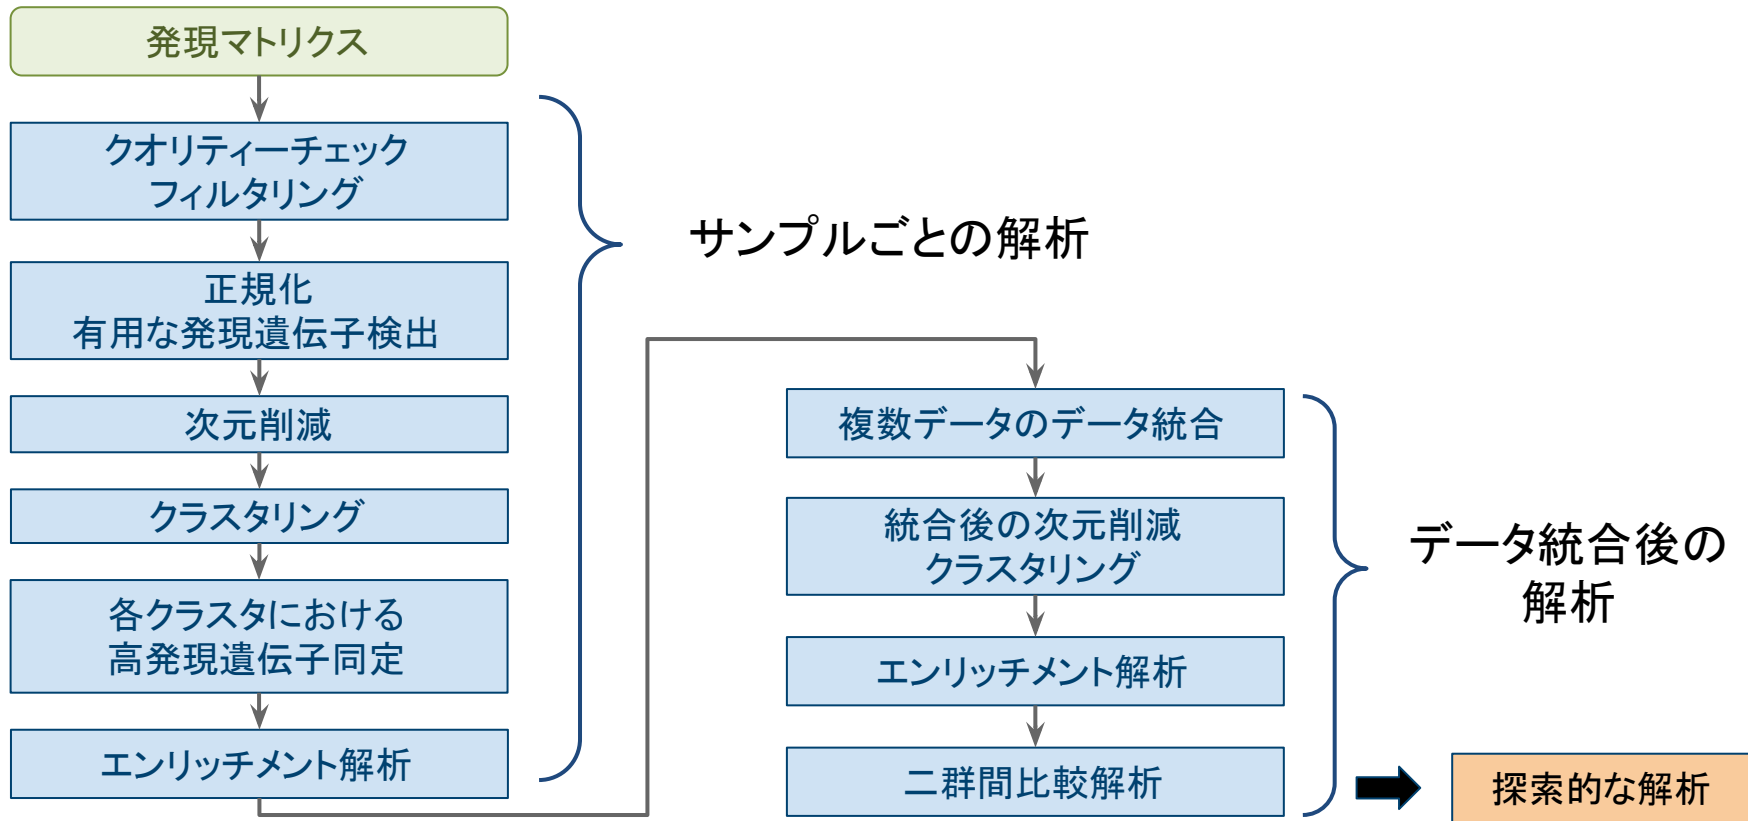 発現マトリクス
クオリティーチェック
フィルタリング
正規化
有用な発現遺伝子検出
次元削減
クラスタリング
各クラスタにおける
高発現遺伝子同定
エンリッチメント解析
サンプルごとの解析
複数データのデータ統合
統合後の次元削減
クラスタリング
エンリッチメント解析
二群間比較解析
データ統合後の
解析
探索的な解析